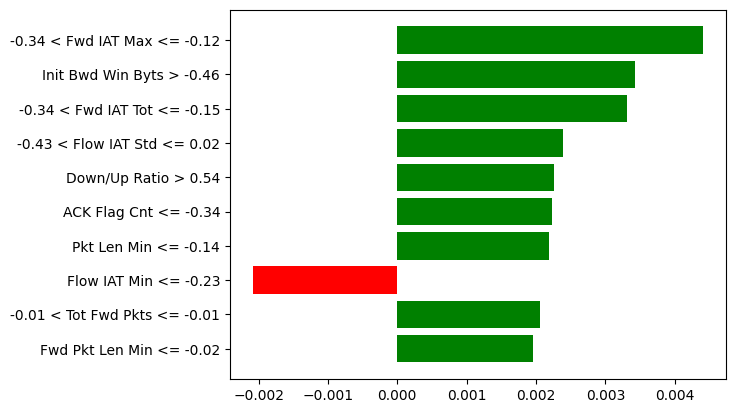 -0.34 < Fwd IAT Max <= -0.12
Init Bwd Win Byts > -0.46
-0.34 < Fwd IAT Tot <= -0.15
-0.43 < Flow IAT Std <= 0.02
Down/Up Ratio > 0.54
ACK Flag Cnt <= -0.34
Pkt Len Min <= -0.14
Flow IAT Min <= -0.23
-0.01 < Tot Fwd Pkts <= -0.01
Fwd Pkt Len Min <= -0.02
−0.002 −0.001 0.000 0.001 0.002 0.003 0.004